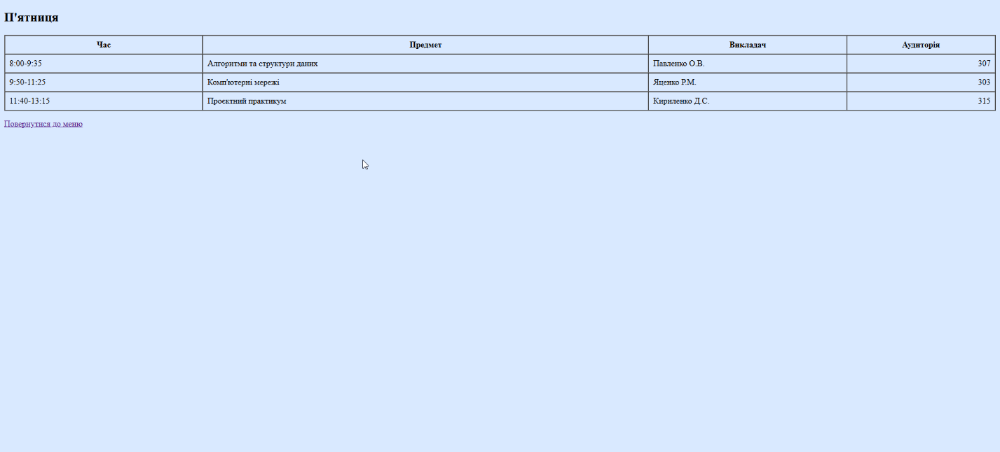 П'ятниця
Час Предмет Викладач Аудиторія
8:00-9:35 Алгоритми та структури даних Павленко О.В. 307
9:50-11:25 Комп'ютерні мережі Яценко Р.М. 303
11:40-13:15 Проєктний практикум Кириленко Д.С. 315
Повернутися до меню